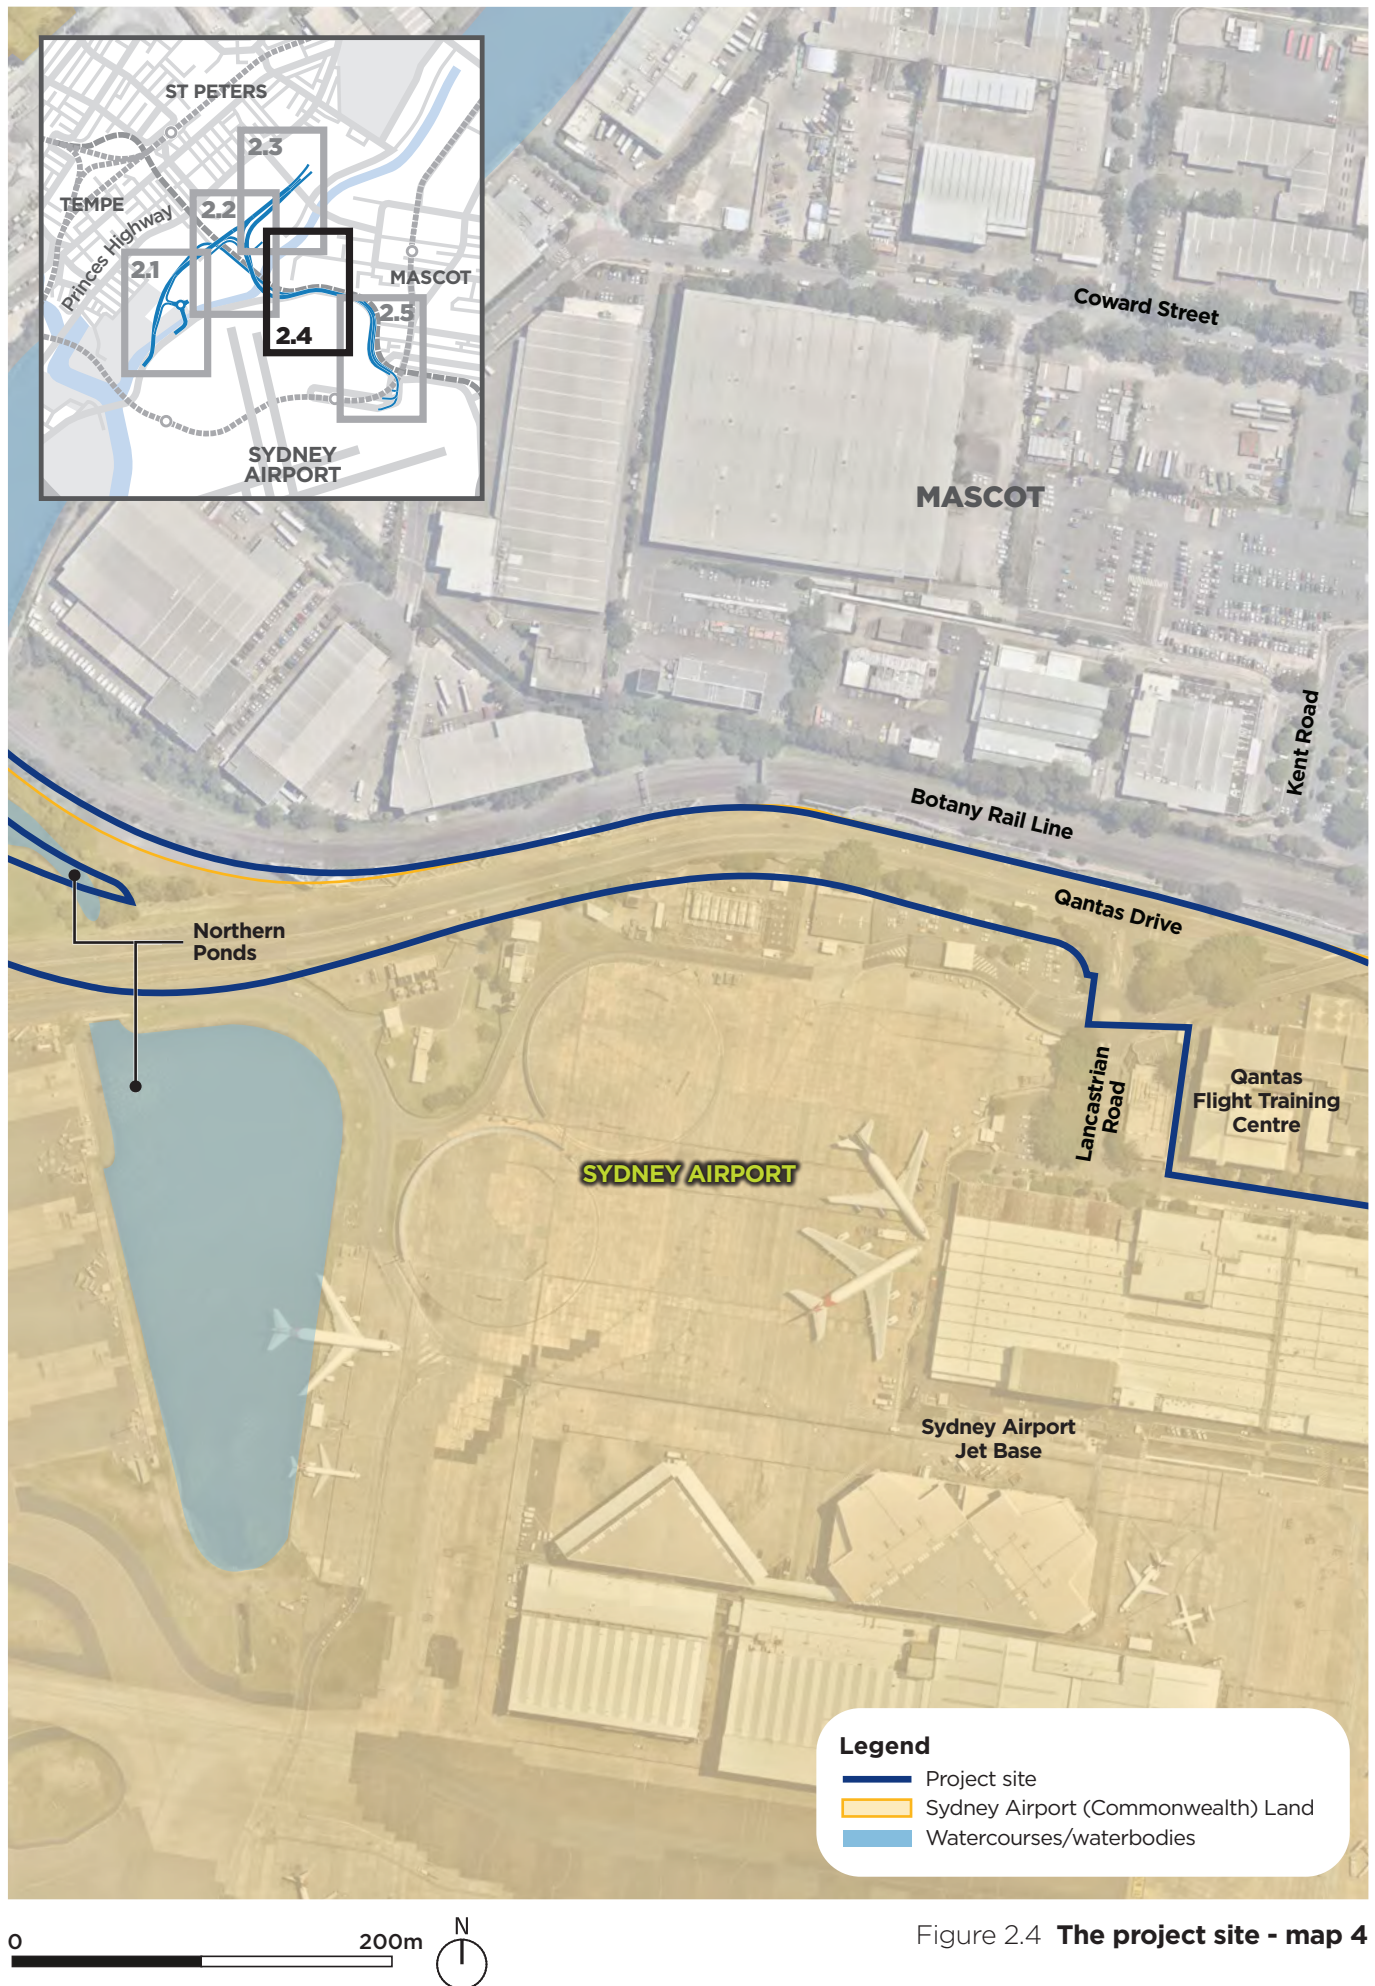 ST PETERS
2.3
TEMPE
2.2
Princes Highway
2.1
MASCOT
2.5
2.4
SYDNEY
AIRPORT
Coward Street
MASCOT
Kent Road
Botany Rail Line
Qantas Drive
Northern
Ponds
Lancastrian
Road
Qantas
Flight Training
Centre
SYDNEY AIRPORT
Sydney Airport
Jet Base
Legend
Project site
Sydney Airport (Commonwealth) Land
Watercourses/waterbodies
0 200m
N
Figure 2.4 The project site - map 4